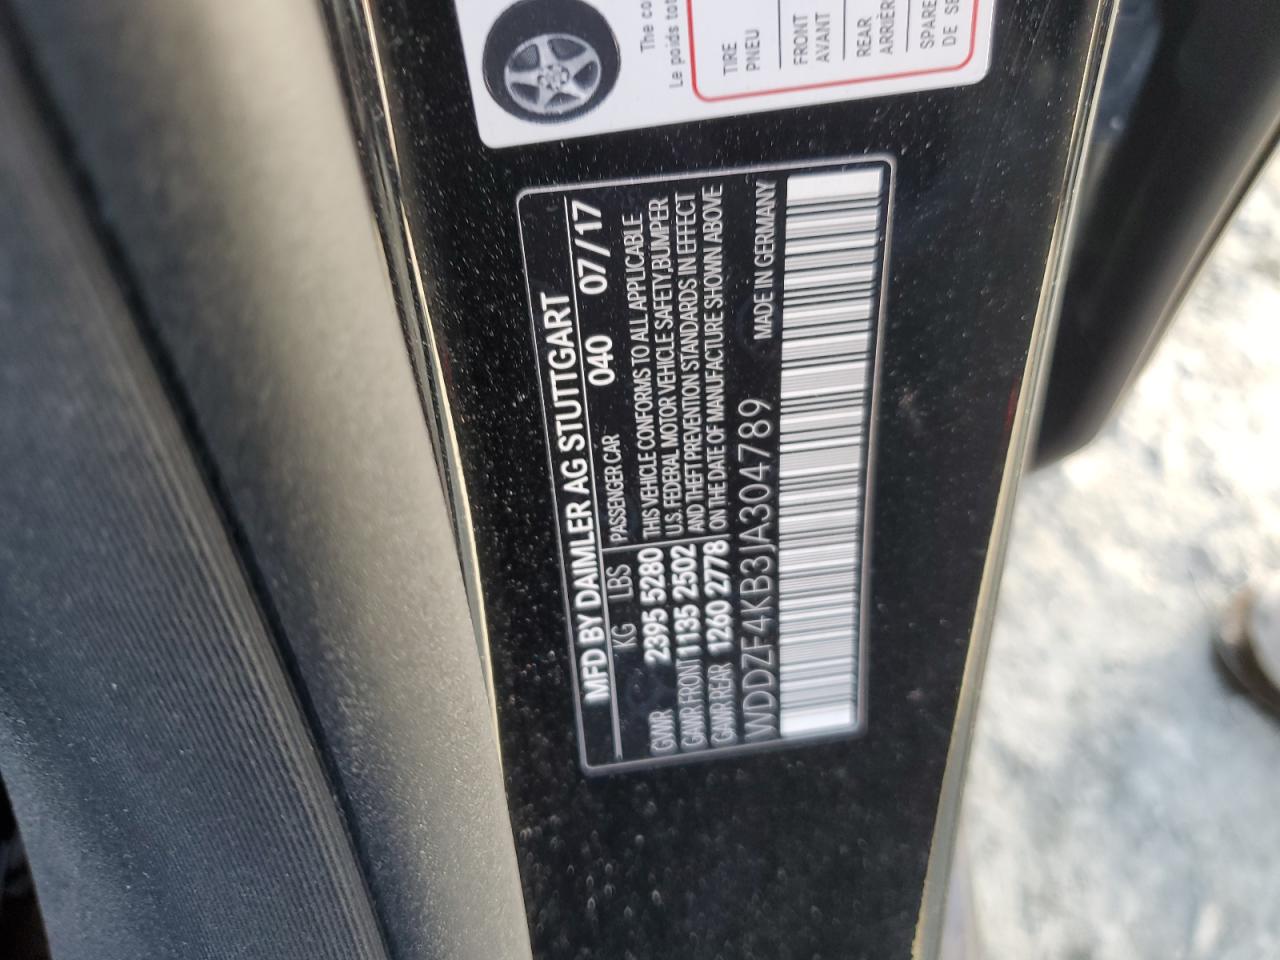 The co
Le poids tot
TIRE
PNEU
FRONT
AVANT
REAR
ARRIÈRE
SPARE
DE SE
MFD BY DAIMLER AG STUTTGART
040 07/17
KG LBS PASSENGER CAR
GVWR 2395 5280 THIS VEHICLE CONFORMS TO ALL APPLICABLE
U.S. FEDERAL MOTOR VEHICLE SAFETY,BUMPER
GAWR FRONT 1135 2502 AND THEFT PREVENTION STANDARDS IN EFFECT
GAWR REAR 1260 2778 ON THE DATE OF MANUFACTURE SHOWN ABOVE
WDDZF4KB3JA304789 MADE IN GERMANY